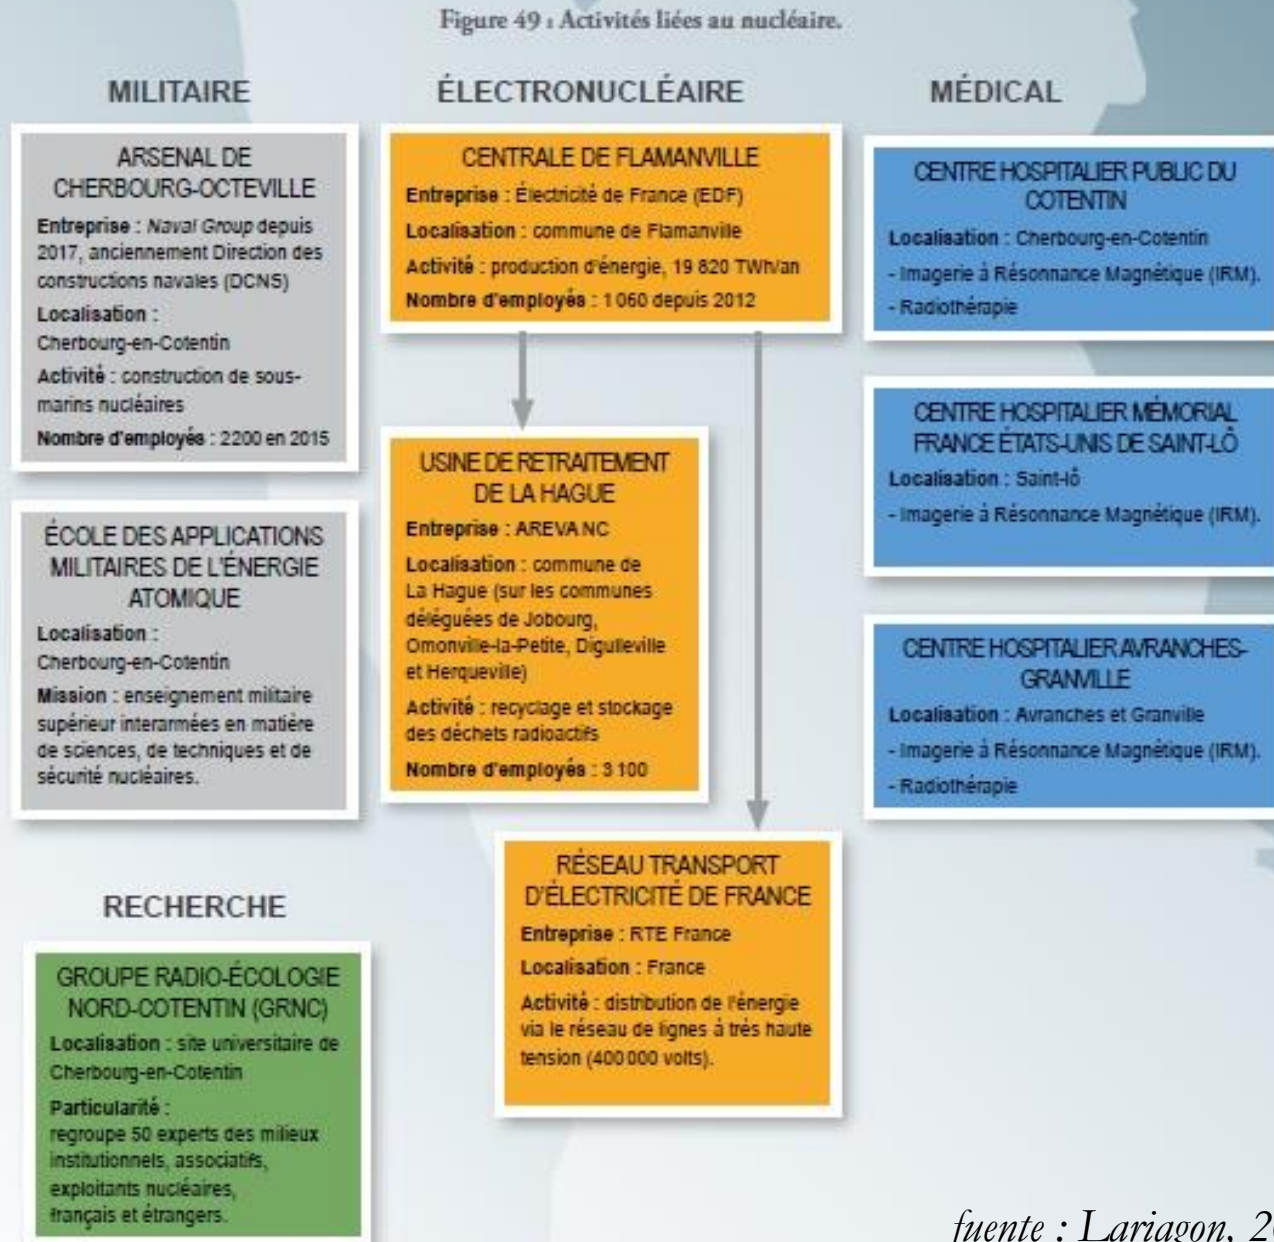 Figure 49 : Activités liées au nucléaire.
MILITAIRE
ARSENAL DE
CHERBOURG-OCTEVILLE
Entreprise : Naval Group depuis
2017, anciennement Direction des
constructions navales (DCNS)
Localisation :
Cherbourg-en-Cotentin
Activité : construction de sous-
marins nucléaires
Nombre d'employés : 2200 en 2015
ÉCOLE DES APPLICATIONS
MILITAIRES DE L'ÉNERGIE
ATOMIQUE
Localisation :
Cherbourg-en-Cotentin
Mission : enseignement militaire
supérieur interarmées en matière
de sciences, de techniques et de
sécurité nucléaires.
RECHERCHE
GROUPE RADIO-ÉCOLOGIE
NORD-COTENTIN (GRNC)
Localisation : site universitaire de
Cherbourg-en-Cotentin
Particularité :
regroupe 50 experts des milieux
institutionnels, associatifs,
exploitants nucléaires,
français et étrangers.
ÉLECTRONUCLÉAIRE
CENTRALE DE FLAMANVILLE
Entreprise : Électricité de France (EDF)
Localisation : commune de Flamanville
Activité : production d'énergie, 19 820 TWh/an
Nombre d'employés : 1 060 depuis 2012
USINE DE RETRAITEMENT
DE LA HAGUE
Entreprise : AREVA NC
Localisation : commune de
La Hague (sur les communes
déléguées de Jobourg,
Omonville-la-Petite, Digulleville
et Herqueville)
Activité : recyclage et stockage
des déchets radioactifs
Nombre d'employés : 3 100
RÉSEAU TRANSPORT
D'ÉLECTRICITÉ DE FRANCE
Entreprise : RTE France
Localisation : France
Activité : distribution de l'énergie
via le réseau de lignes à très haute
tension (400 000 volts).
MÉDICAL
CENTRE HOSPITALIER PUBLIC DU
COTENTIN
Localisation : Cherbourg-en-Cotentin
- Imagerie à Résonnance Magnétique (IRM).
- Radiothérapie
CENTRE HOSPITALIER MÉMORIAL
FRANCE ÉTATS-UNIS DE SAINT-LÔ
Localisation : Saint-lô
- Imagerie à Résonnance Magnétique (IRM).
CENTRE HOSPITALIER AVRANCHES-
GRANVILLE
Localisation : Avranches et Granville
- Imagerie à Résonnance Magnétique (IRM).
- Radiothérapie
fuente : Lariagon,